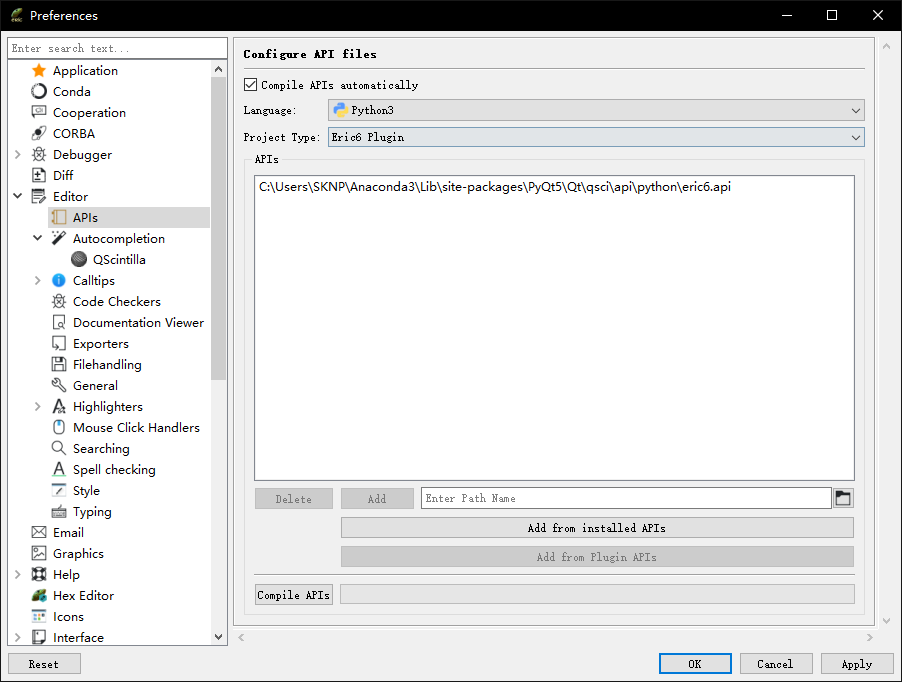 Preferences
Enter search text...
Application
Conda
Cooperation
CORBA
Debugger
Diff
Editor
APIs
Autocompletion
QScintilla
Calltips
Code Checkers
Documentation Viewer
Exporters
Filehandling
General
Highlighters
Mouse Click Handlers
Searching
Spell checking
Style
Typing
Email
Graphics
Help
Hex Editor
Icons
Interface
Configure API files
Compile APIs automatically
Language: Python3
Project Type: Eric6 Plugin
APIs
C:\Users\SKNP\Anaconda3\Lib\site-packages\PyQt5\Qt\qsci\api\python\eric6.api
Delete Add Enter Path Name
Add from installed APIs
Add from Plugin APIs
Compile APIs
Reset OK Cancel Apply